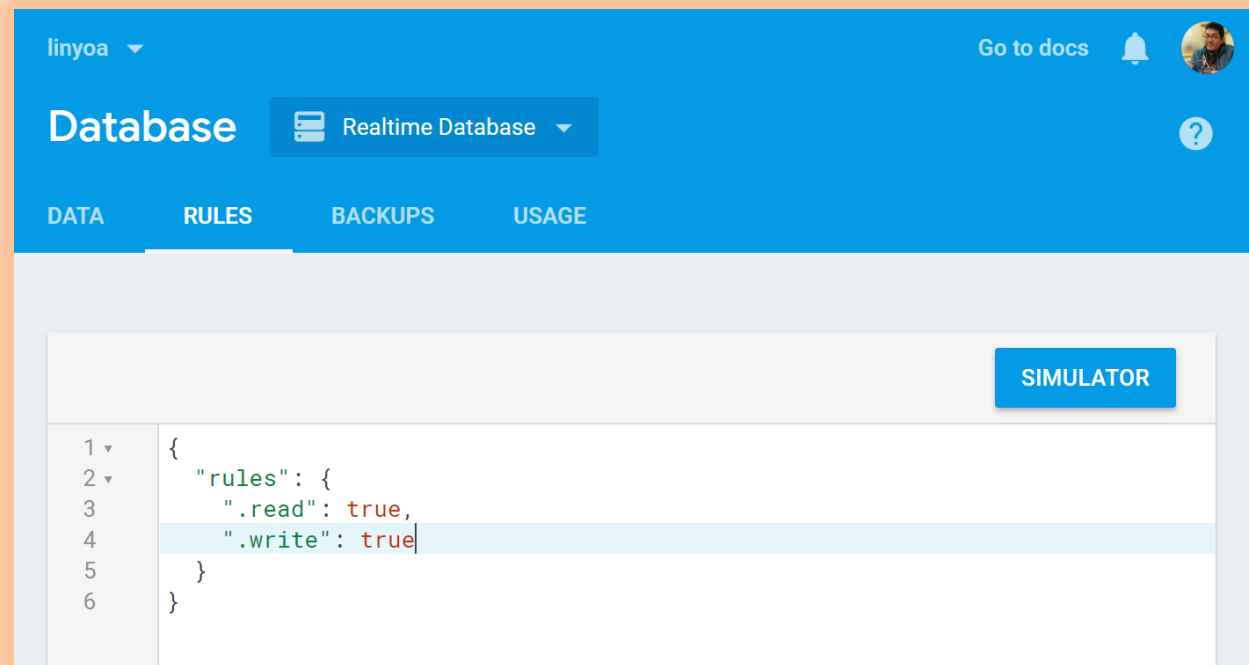 linyoa Go to docs
Database Realtime Database ?
DATA RULES BACKUPS USAGE
SIMULATOR
1 {
2 "rules": {
3 ".read": true,
4 ".write": true
5 }
6 }